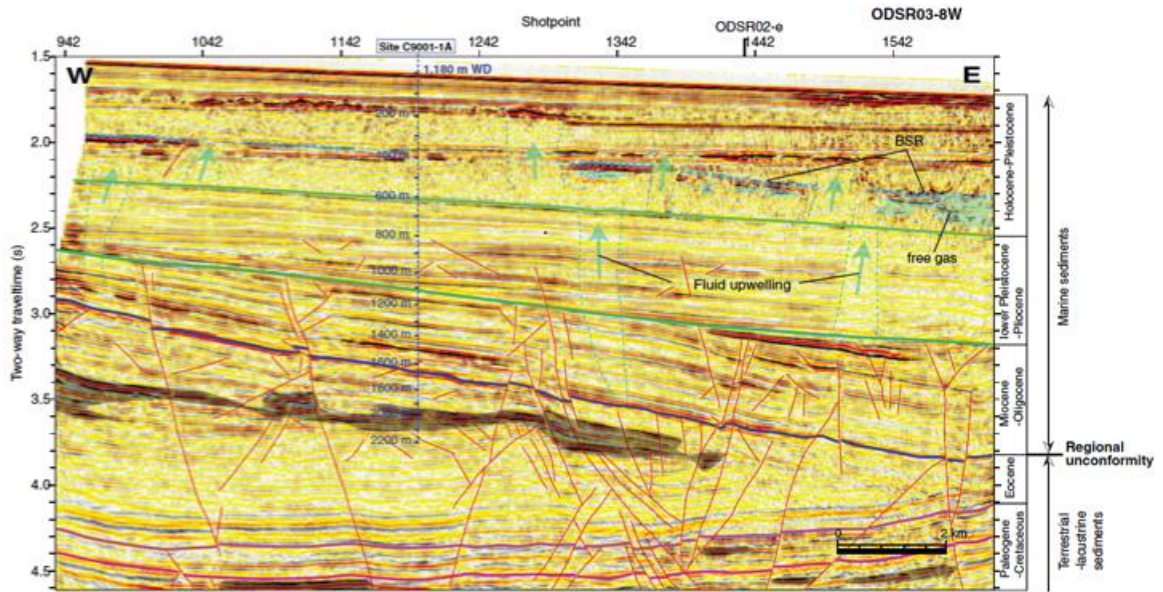 ODSR03-8W
Shotpoint
ODSR02-e
942
1042
1142
Site C9001-1A
1242
1342
1442
1542
1.5
W
1,180 m WD
E
200 m
BSR
2.0
600 m
2.5
800 m
free gas
1000 m
Fluid upwelling
1200 m
3.0
1400 m
3.5
2200 m
4.0
0
2 km
4.5
Two-way traveltime (s)
Holocene-Pleistocene
lower Pleistocene
-Pliocene
Miocene
-Oligocene
Eocene
Paleogene
-Cretaceous
Marine sediments
Regional
unconformity
Terrestrial
-lacustrine
sediments